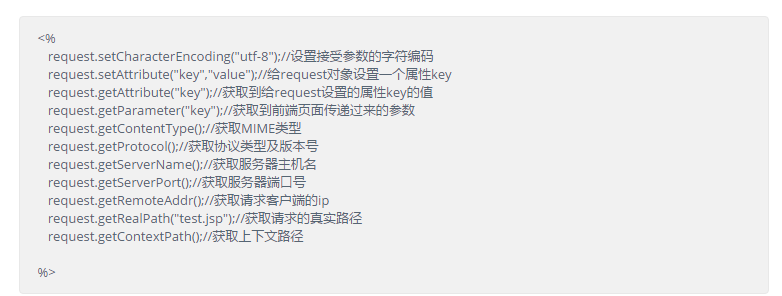 <%
request.setCharacterEncoding("utf-8");//设置接受参数的字符编码
request.setAttribute("key","value");//给request对象设置一个属性key
request.getAttribute("key");//获取到给request设置的属性key的值
request.getParameter("key");//获取到前端页面传递过来的参数
request.getContentType();//获取MIME类型
request.getProtocol();//获取协议类型及版本号
request.getServerName();//获取服务器主机名
request.getServerPort();//获取服务器端口号
request.getRemoteAddr();//获取请求客户端的ip
request.getRealPath("test.jsp");//获取请求的真实路径
request.getContextPath();//获取上下文路径
%>